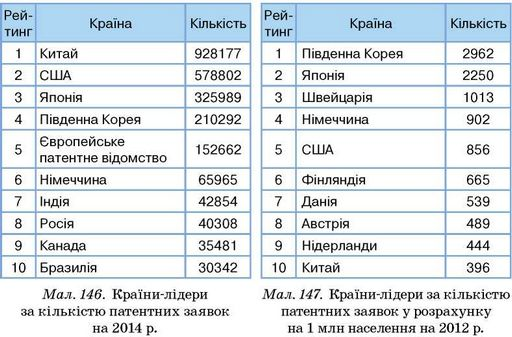 Рей-
тинг Країна Кількість
1 Китай 928177
2 США 578802
3 Японія 325989
4 Південна Корея 210292
5 Європейське
патентне відомство 152662
6 Німеччина 65965
7 Індія 42854
8 Росія 40308
9 Канада 35481
10 Бразилія 30342
Мал. 146. Країни-лідери
за кількістю патентних заявок
на 2014 р.
Рей-
тинг Країна Кількість
1 Південна Корея 2962
2 Японія 2250
3 Швейцарія 1013
4 Німеччина 902
5 США 856
6 Фінляндія 665
7 Данія 539
8 Австрія 489
9 Нідерланди 444
10 Китай 396
Мал. 147. Країни-лідери за кількістю
патентних заявок у розрахунку
на 1 млн населення на 2012 р.